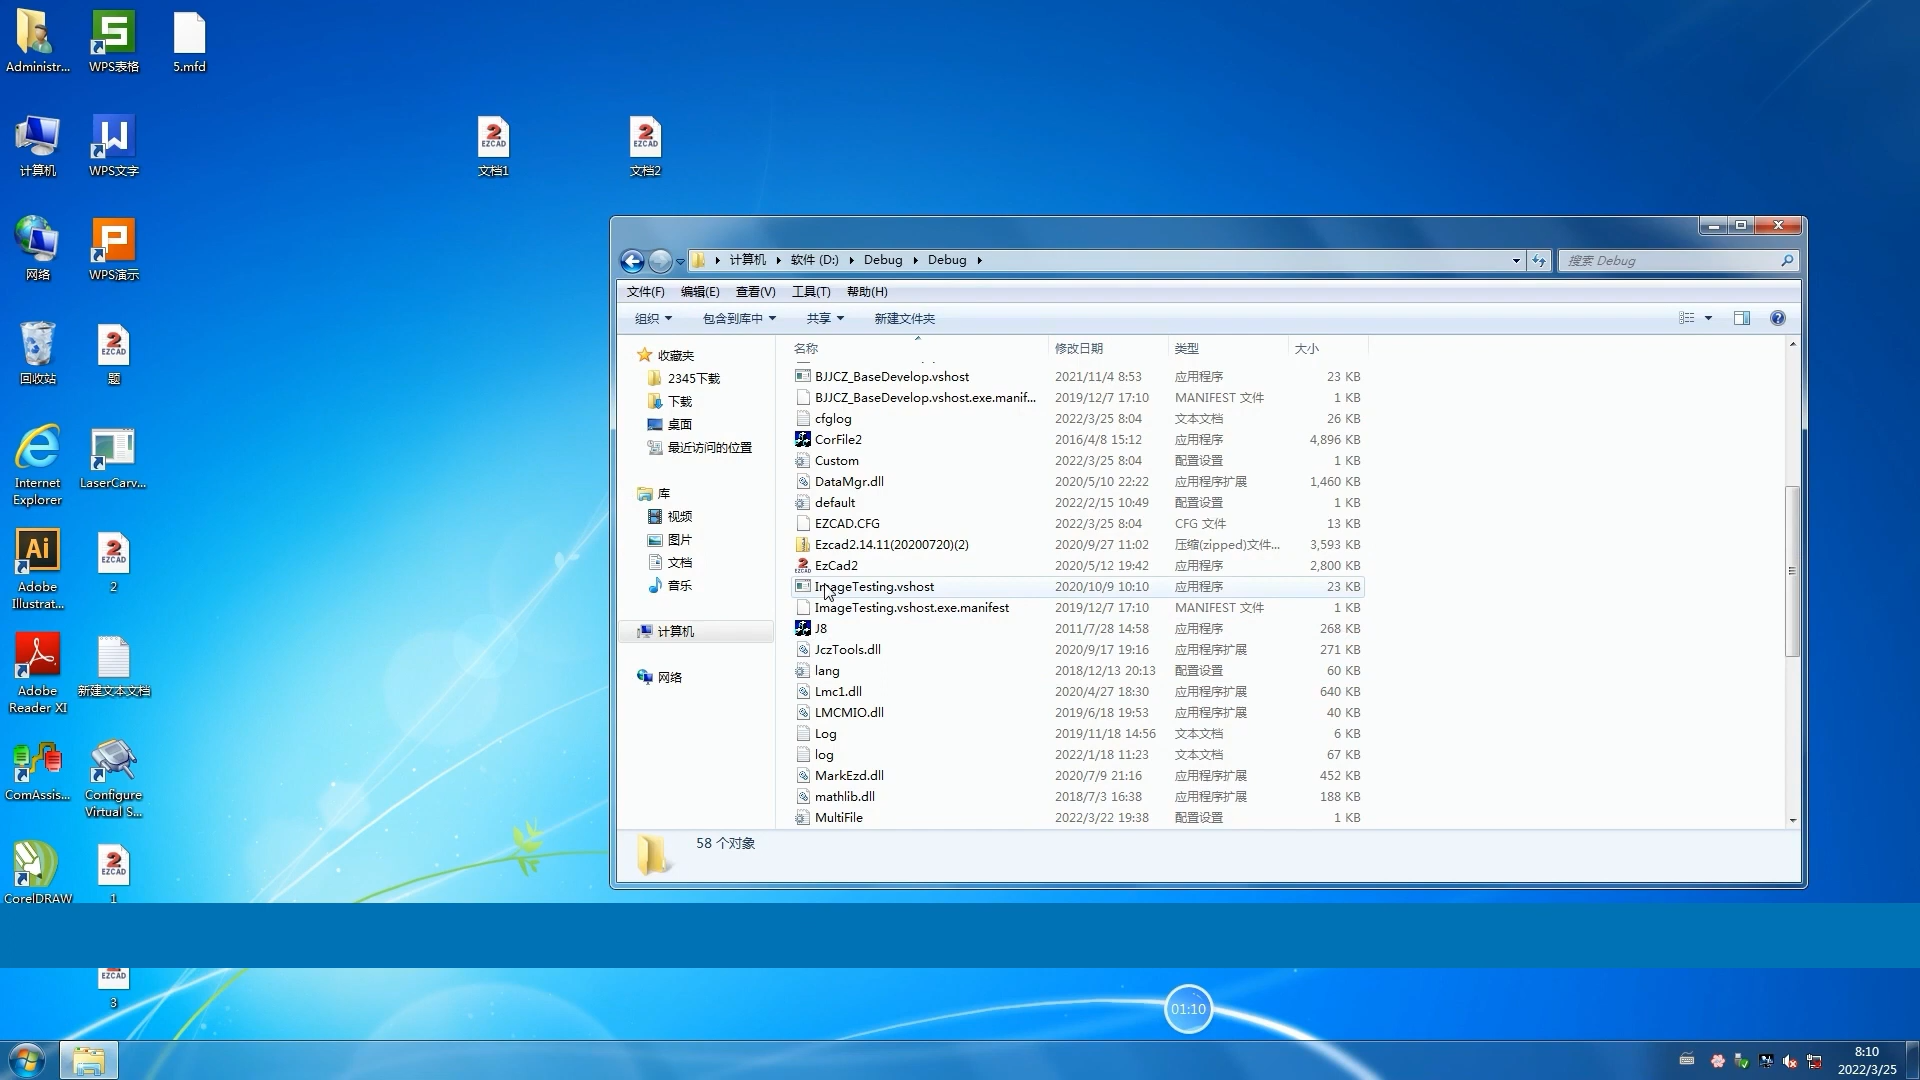 Administr...
WPS表格
5.mfd
计算机
WPS文字
2
EZCAD
文档1
2
EZCAD
文档2
网络
WPS演示
回收站
2
EZCAD
题
Internet
Explorer
LaserCarv...
Ai
Adobe
Illustrat...
2
EZCAD
2
Adobe
Reader XI
新建文本文档
ComAssis...
Configure
Virtual S...
CorelDRAW
2
EZCAD
1
EZCAD
3
计算机
软件 (D:)
Debug
Debug
搜索 Debug
文件(F)
编辑(E)
查看(V)
工具(T)
帮助(H)
组织
包含到库中
共享
新建文件夹
收藏夹
2345下载
下载
桌面
最近访问的位置
库
视频
图片
文档
音乐
计算机
网络
名称 修改日期 类型 大小
BJJCZ_BaseDevelop.vshost 2021/11/4 8:53 应用程序 23 KB
BJJCZ_BaseDevelop.vshost.exe.manif... 2019/12/7 17:10 MANIFEST 文件 1 KB
cfglog 2022/3/25 8:04 文本文档 26 KB
CorFile2 2016/4/8 15:12 应用程序 4,896 KB
Custom 2022/3/25 8:04 配置设置 1 KB
DataMgr.dll 2020/5/10 22:22 应用程序扩展 1,460 KB
default 2022/2/15 10:49 配置设置 1 KB
EZCAD.CFG 2022/3/25 8:04 CFG 文件 13 KB
Ezcad2.14.11(20200720)(2) 2020/9/27 11:02 压缩(zipped)文件... 3,593 KB
EzCad2 2020/5/12 19:42 应用程序 2,800 KB
ImageTesting.vshost 2020/10/9 10:10 应用程序 23 KB
ImageTesting.vshost.exe.manifest 2019/12/7 17:10 MANIFEST 文件 1 KB
J8 2011/7/28 14:58 应用程序 268 KB
JczTools.dll 2020/9/17 19:16 应用程序扩展 271 KB
lang 2018/12/13 20:13 配置设置 60 KB
Lmc1.dll 2020/4/27 18:30 应用程序扩展 640 KB
LMCMIO.dll 2019/6/18 19:53 应用程序扩展 40 KB
Log 2019/11/18 14:56 文本文档 6 KB
log 2022/1/18 11:23 文本文档 67 KB
MarkEzd.dll 2020/7/9 21:16 应用程序扩展 452 KB
mathlib.dll 2018/7/3 16:38 应用程序扩展 188 KB
MultiFile 2022/3/22 19:38 配置设置 1 KB
58 个对象
01:10
8:10
2022/3/25